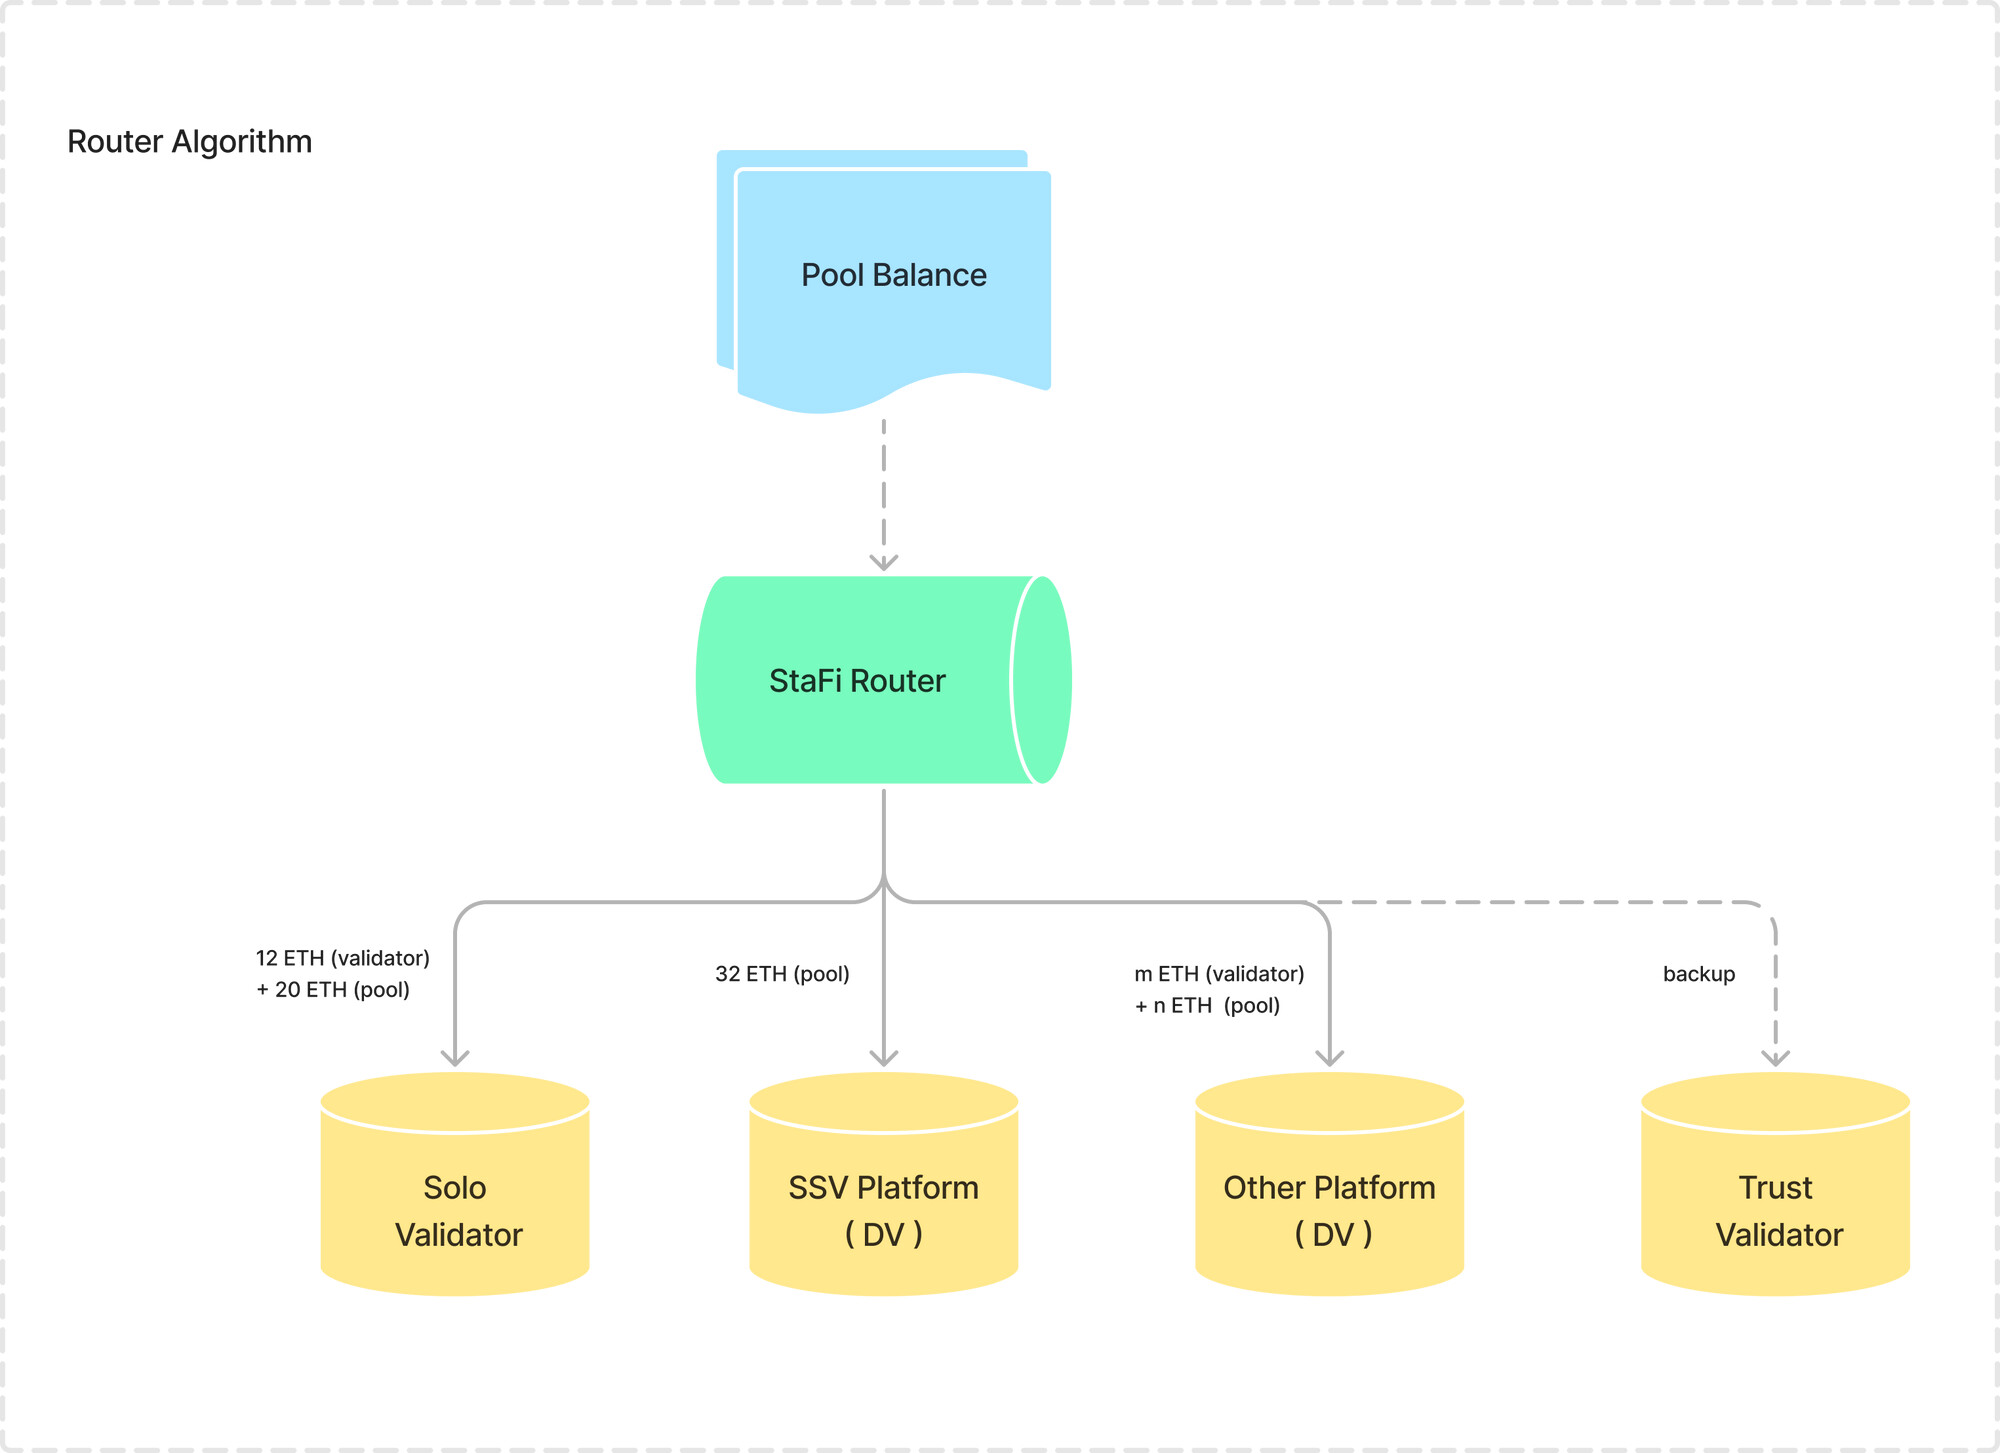 Router Algorithm
Pool Balance
StaFi Router
12 ETH (validator)
+ 20 ETH (pool)
32 ETH (pool)
m ETH (validator)
+ n ETH  (pool)
backup
Solo
Validator
SSV Platform
( DV )
Other Platform
( DV )
Trust
Validator